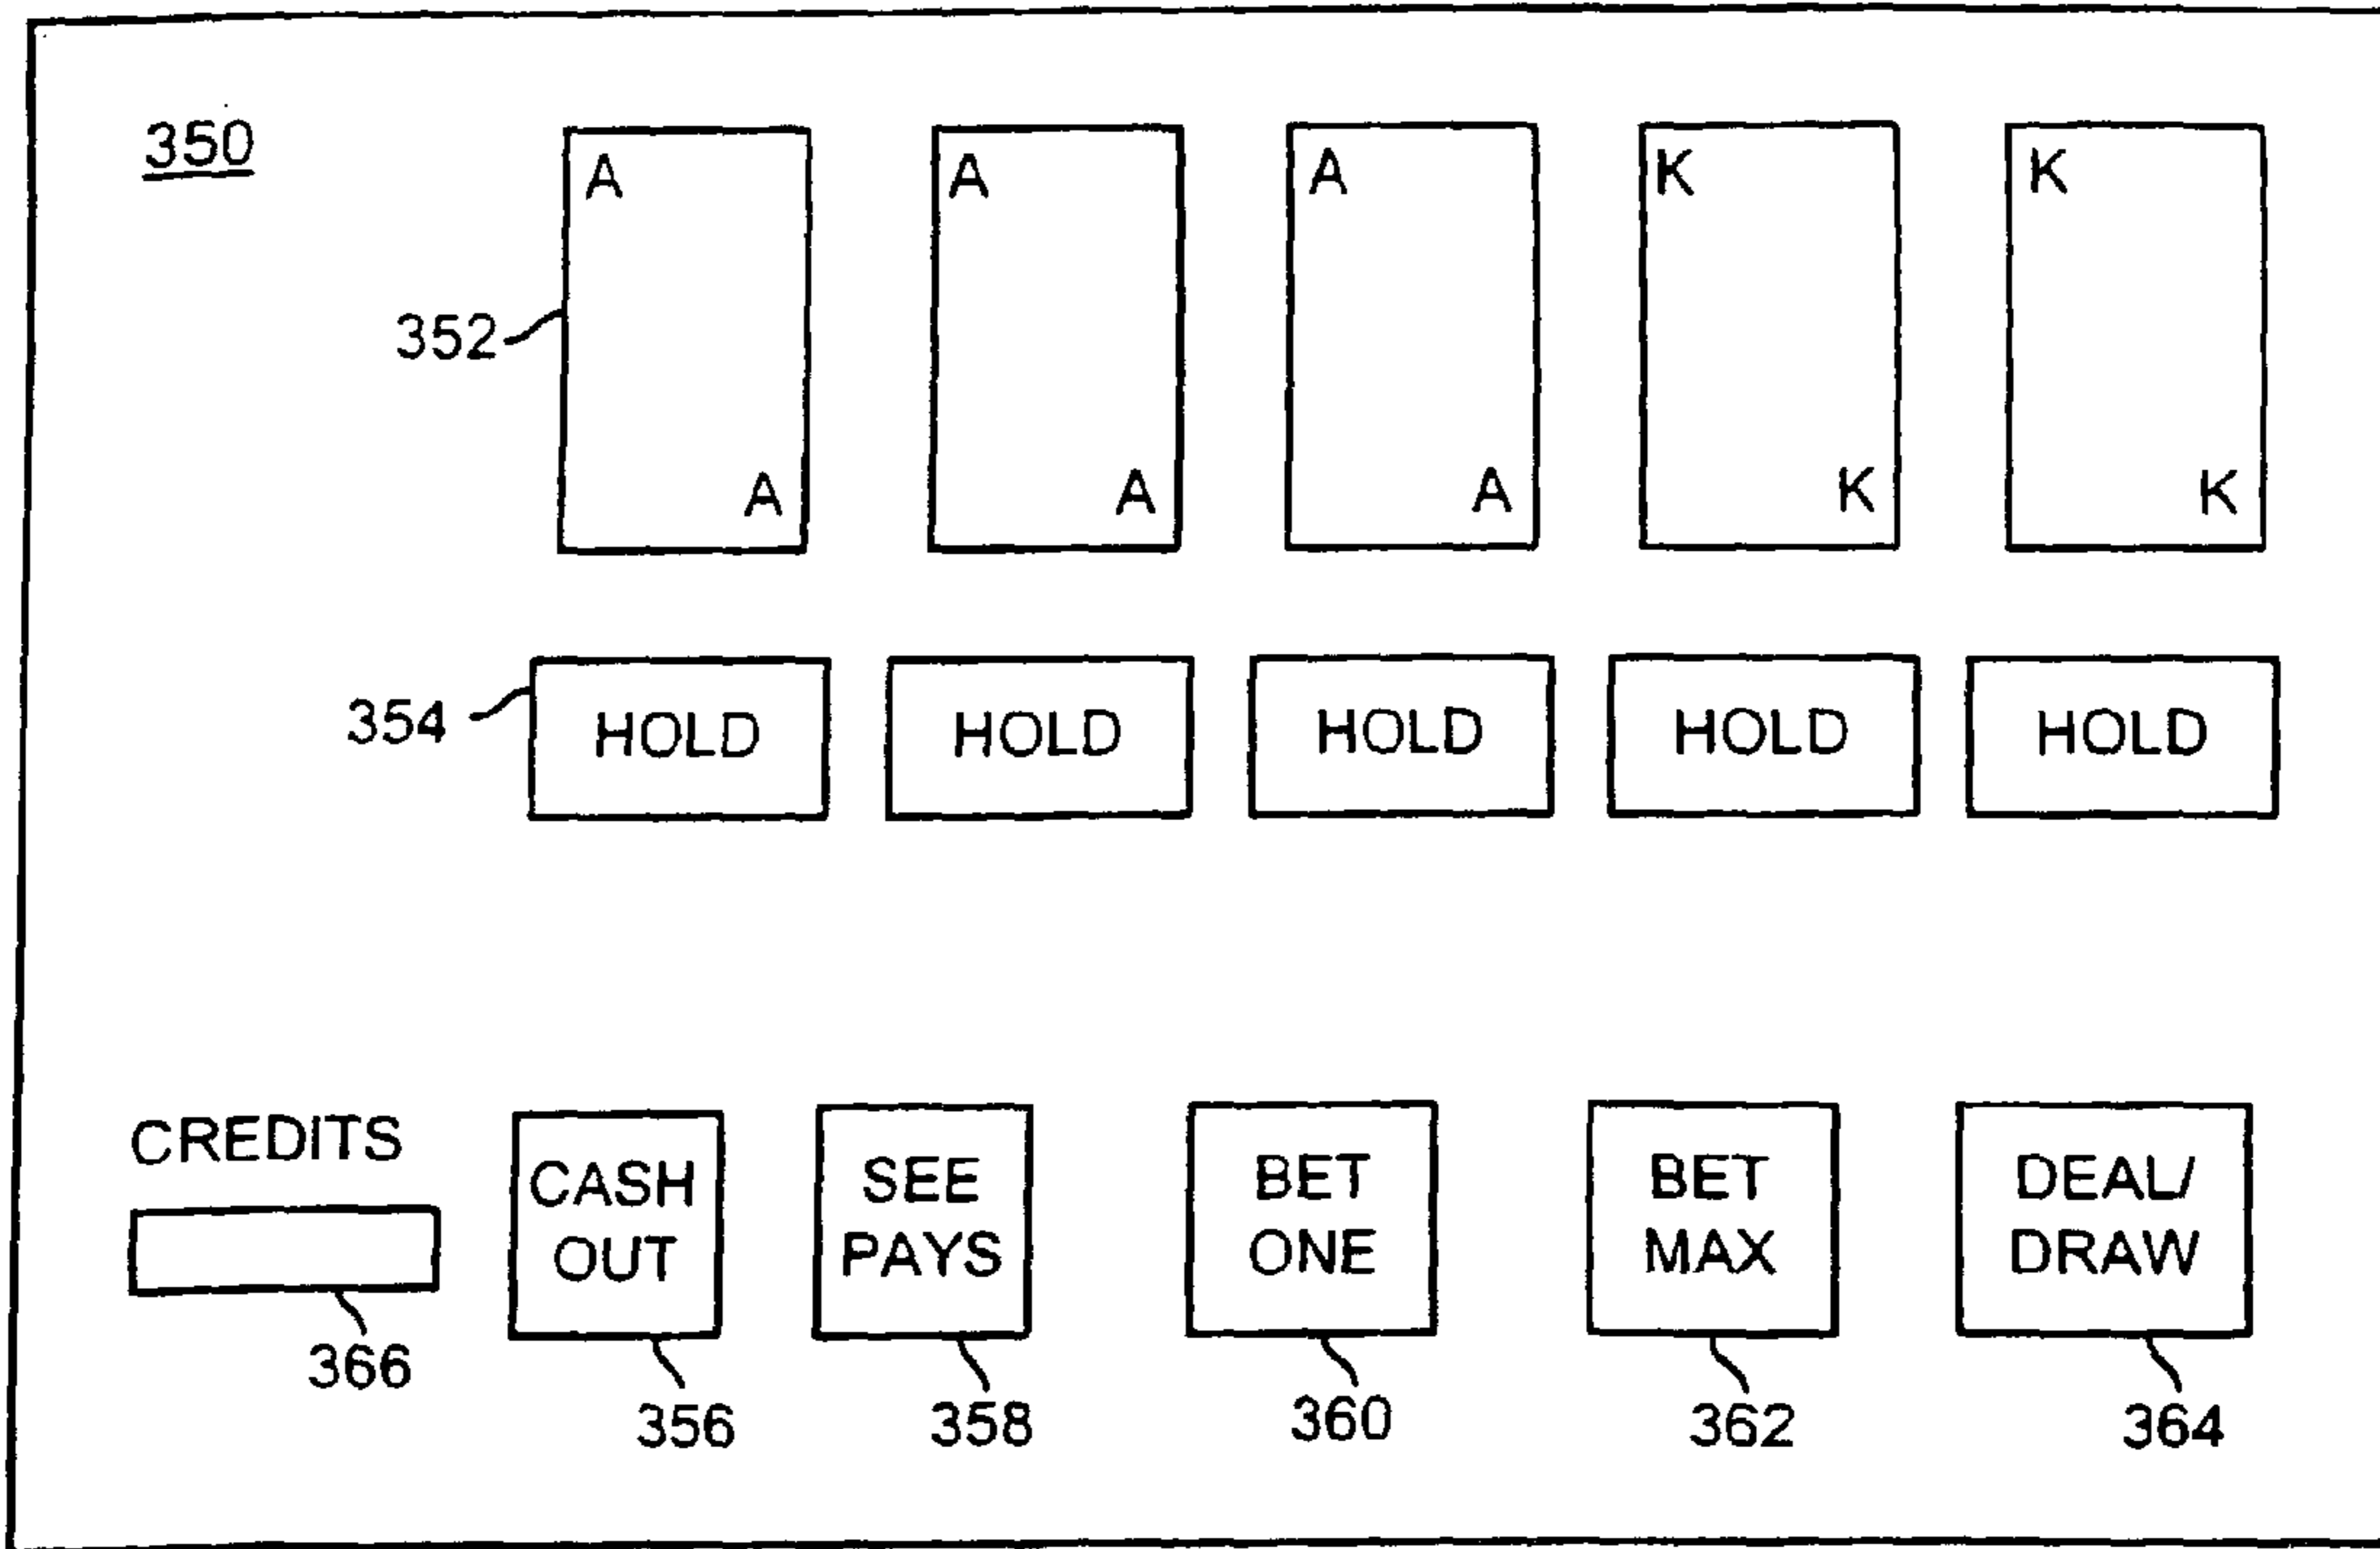 350
A A A K K
352
A A A K K
354 HOLD HOLD HOLD HOLD HOLD
CREDITS
CASH OUT
SEE PAYS
BET ONE
BET MAX
DEAL/ DRAW
366
356 358 360 362 364